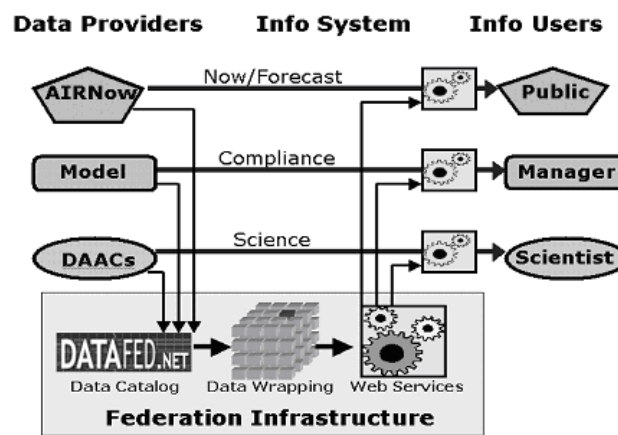 Data Providers Info System Info Users
Now/Forecast
AIRNow Public
Compliance
Model Manager
Science
DAACs Scientist
DATAFED.NET
Data Catalog Data Wrapping Web Services
Federation Infrastructure